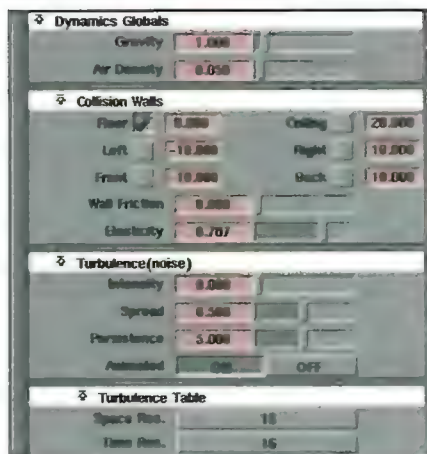 Dynamics Globals
Gravity 1.000
Air Density 0.050
Collision Walls
Floor 0.000 Ceiling 20.000
Left -10.000 Right 10.000
Front 10.000 Back 10.000
Wall Friction 0.000
Elasticity 0.707
Turbulence(noise)
Intensity 0.000
Spread 0.500
Persistence 5.000
Animated ON OFF
Turbulence Table
Space Res. 16
Time Res. 16